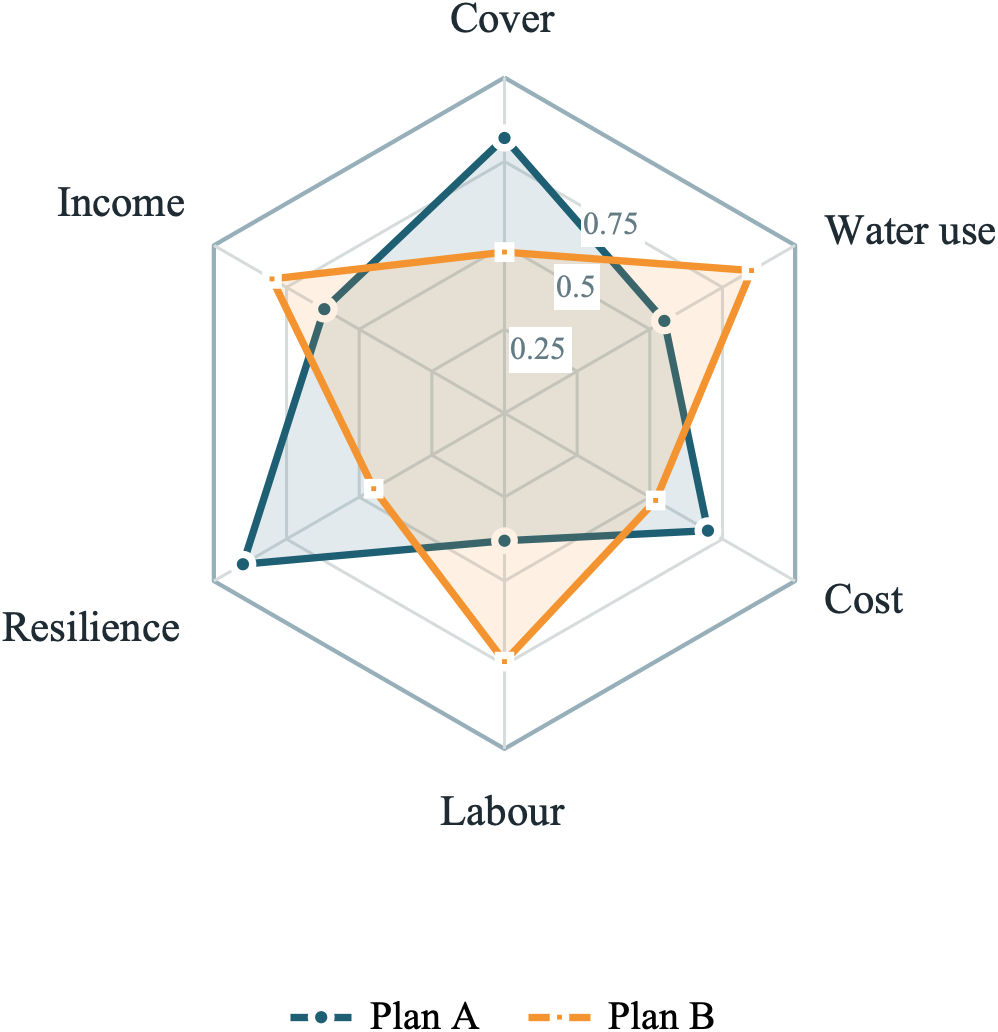 Cover
Income
0.75
Water use
0.5
0.25
Cost
Resilience
Labour
Plan A
Plan B